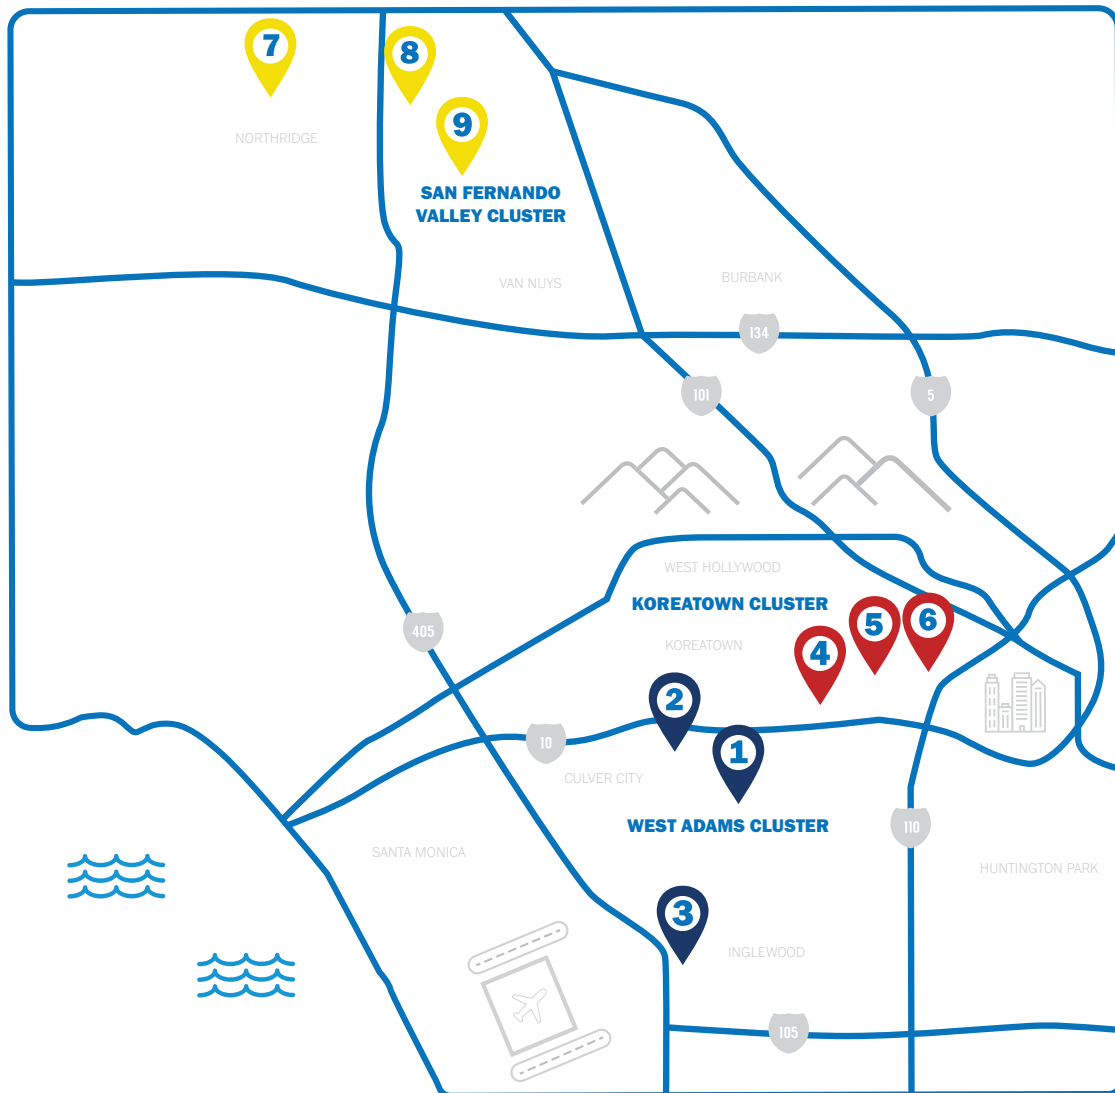 7
8
9
NORTHRIDGE
SAN FERNANDO
VALLEY CLUSTER
VAN NUYS
BURBANK
134
101
5
WEST HOLLYWOOD
KOREATOWN CLUSTER
405
KOREATOWN
4
5
6
2
1
10
CULVER CITY
WEST ADAMS CLUSTER
110
SANTA MONICA
HUNTINGTON PARK
3
INGLEWOOD
105